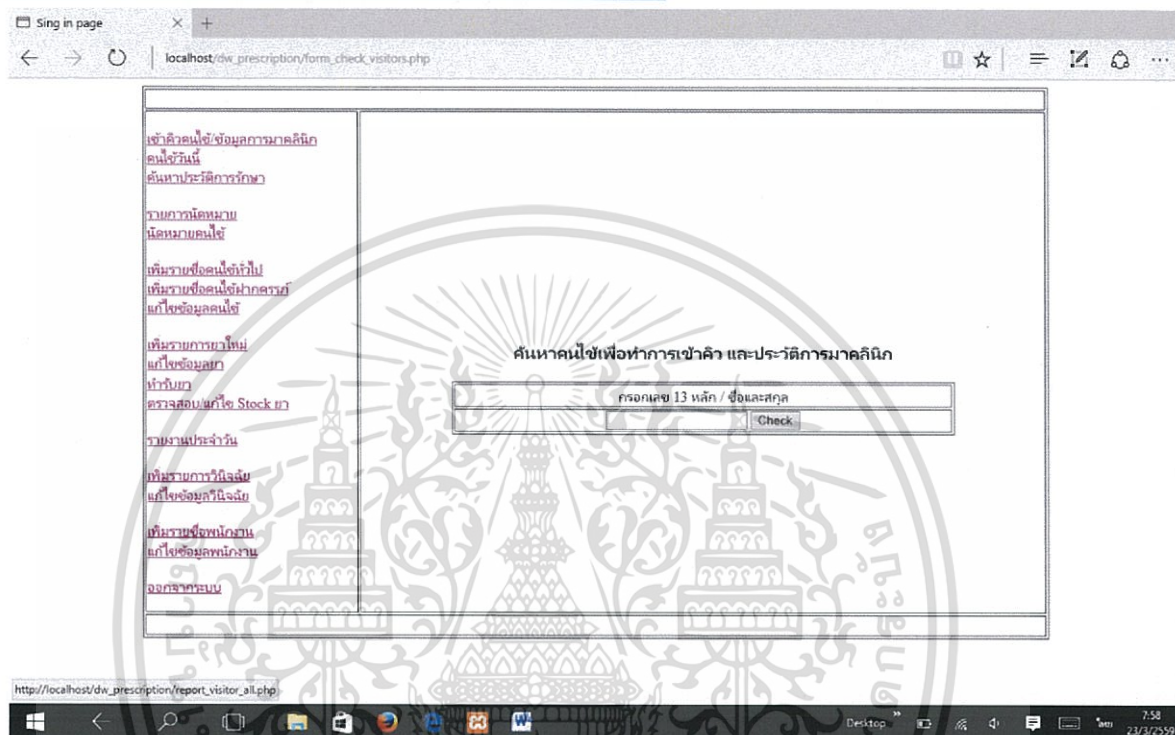 Sing in page
localhost/dw_prescription/form_check_visitors.php
เข้าคิวคนไข้/ข้อมูลการมาคลินิก
คนไข้วันนี้
ค้นหาประวัติการรักษา
รายการนัดหมาย
นัดหมายคนไข้
เพิ่มรายชื่อคนไข้ทั่วไป
เพิ่มรายชื่อคนไข้ฝากครรภ์
แก้ไขข้อมูลคนไข้
เพิ่มรายการยาใหม่
แก้ไขข้อมูลยา
ตำรับยา
ตรวจสอบ/แก้ไข Stock ยา
รายงานประจำวัน
เพิ่มรายการวินิจฉัย
แก้ไขข้อมูลวินิจฉัย
เพิ่มรายชื่อพนักงาน
แก้ไขข้อมูลพนักงาน
ออกจากระบบ
ค้นหาคนไข้เพื่อทำการเข้าคิว และประวัติการมาคลินิก
กรอกเลข 13 หลัก / ชื่อและสกุล
Check
http://localhost/dw_prescription/report_visitor_all.php
Desktop
7:58
23/3/2559